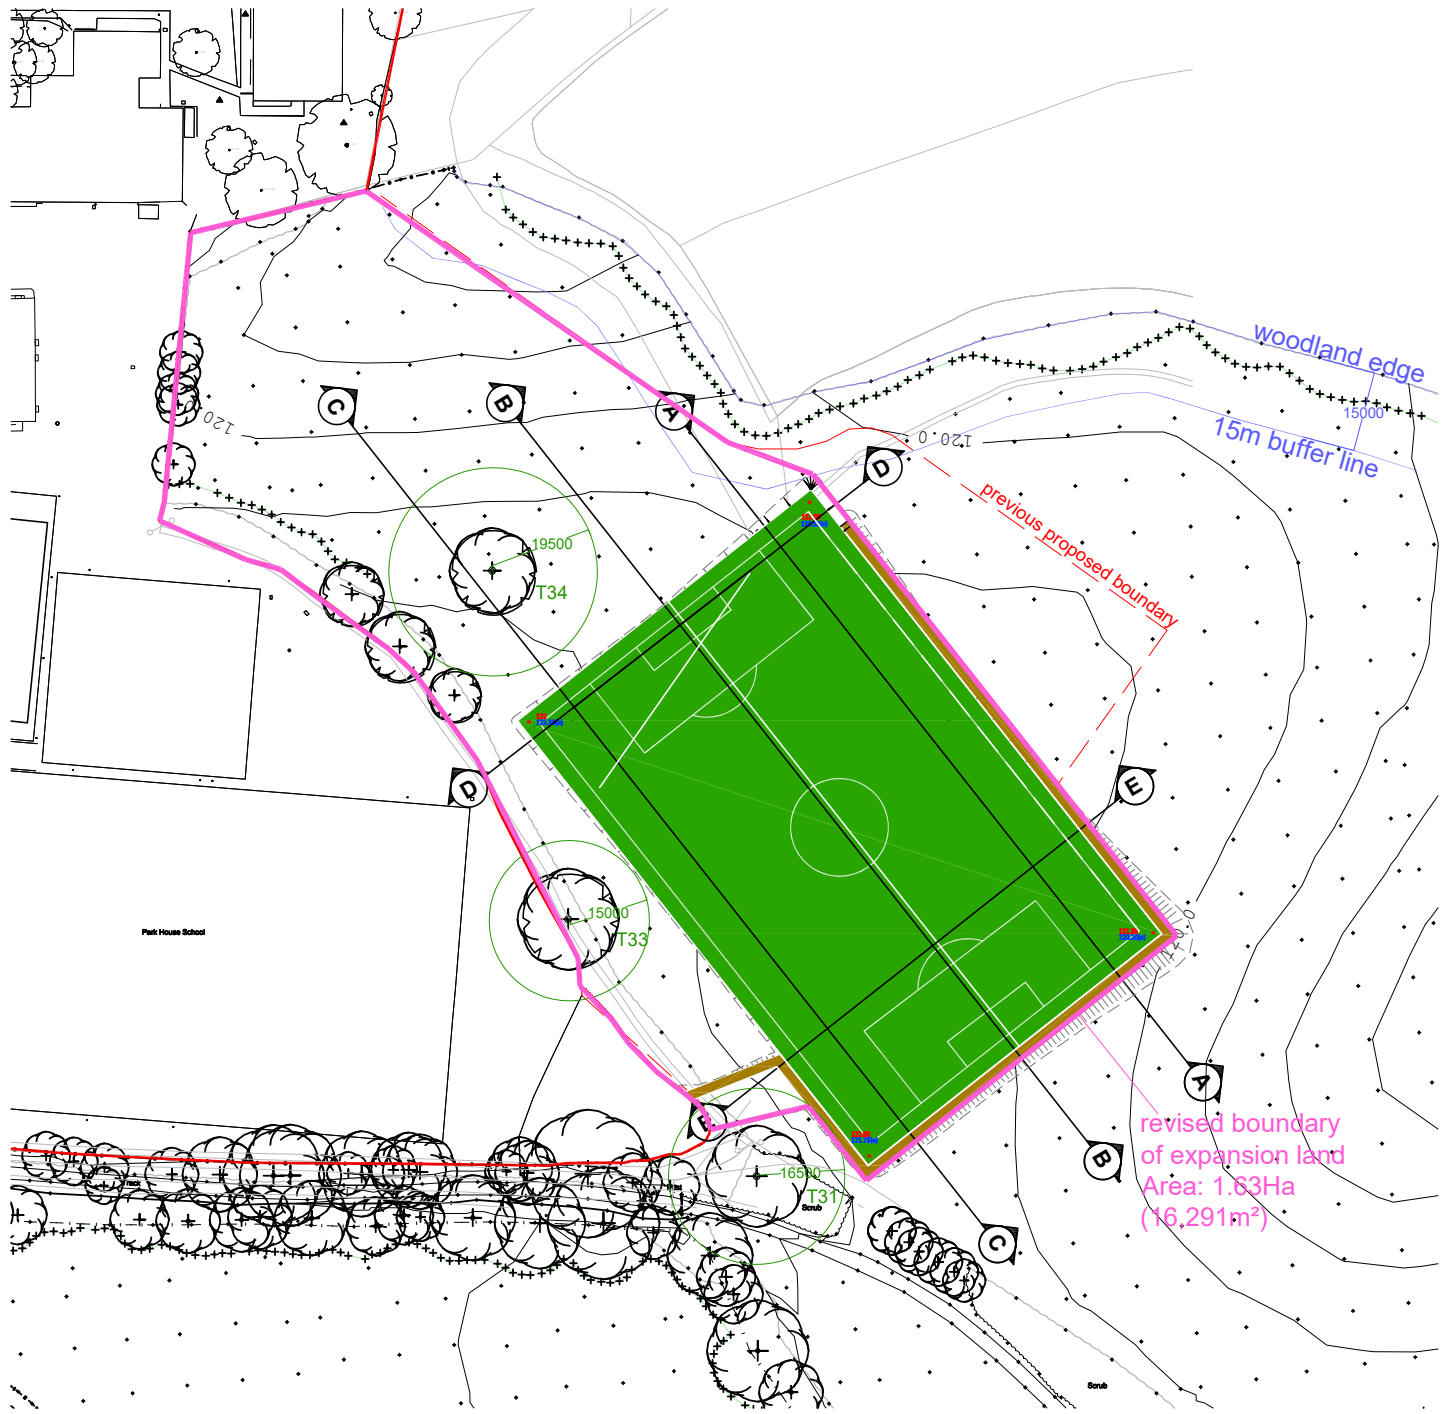 woodland edge
15000
15m buffer line
120.0
120.0
C
B
A
D
previous proposed boundary
19500
T34
D
E
15000
T33
Park House School
A
revised boundary
of expansion land
Area: 1.63Ha
(16,291m²)
B
16500
T31
Scrub
C
Scrub